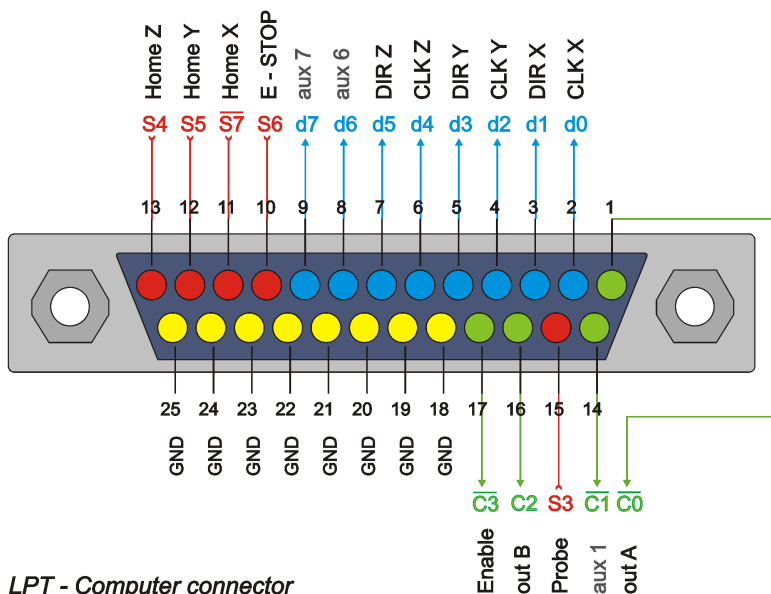 Home Z Home Y Home X E - STOP aux 7 aux 6 DIR Z CLK Z DIR Y CLK Y DIR X CLK X
S4 S5 S7 S6 d7 d6 d5 d4 d3 d2 d1 d0
13 12 11 10 9 8 7 6 5 4 3 2 1
25 24 23 22 21 20 19 18 17 16 15 14
GND GND GND GND GND GND GND GND
C3 C2 S3 C1 C0
Enable out B Probe aux 1 out A
LPT - Computer connector